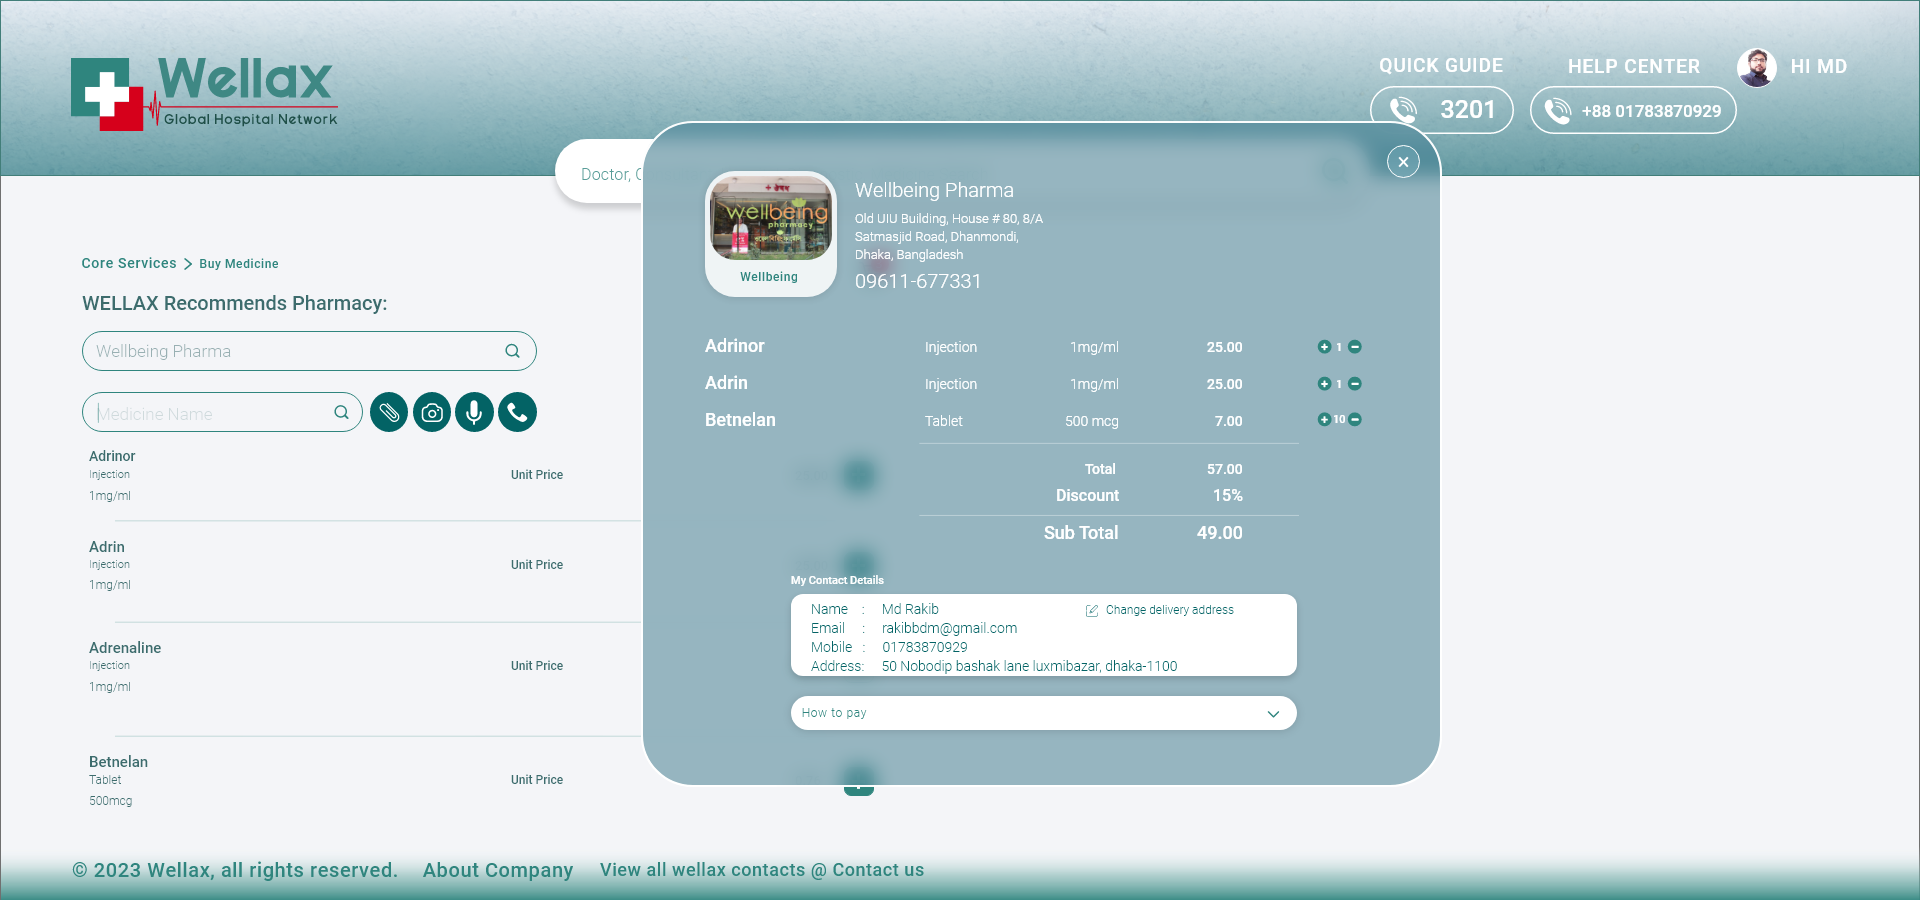 Wellax
Global Hospital Network
QUICK GUIDE
3201
HELP CENTER
+88 01783870929
HI MD
Doctor,
Core Services > Buy Medicine
WELLAX Recommends Pharmacy:
Wellbeing Pharma
Medicine Name
Adrinor
Injection
1mg/ml
Unit Price
Adrin
Injection
1mg/ml
Unit Price
Adrenaline
Injection
1mg/ml
Unit Price
Betnelan
Tablet
500mcg
Unit Price
wellbeing
pharmacy
Wellbeing
Wellbeing Pharma
Old UIU Building, House # 80, 8/A
Satmasjid Road, Dhanmondi,
Dhaka, Bangladesh
09611-677331
Adrinor Injection 1mg/ml 25.00 + 1 −
Adrin Injection 1mg/ml 25.00 + 1 −
Betnelan Tablet 500 mcg 7.00 + 10 −
Total 57.00
Discount 15%
Sub Total 49.00
My Contact Details
Name : Md Rakib
Change delivery address
Email : rakibbdm@gmail.com
Mobile : 01783870929
Address: 50 Nobodip bashak lane luxmibazar, dhaka-1100
How to pay
© 2023 Wellax, all rights reserved. About Company View all wellax contacts @ Contact us